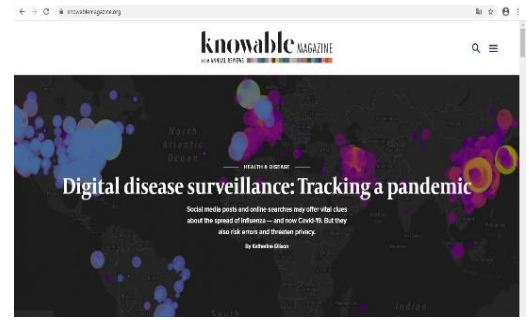 knowablemagazine.org
knowable MAGAZINE
FROM ANNUAL REVIEWS
North
Atlantic
Ocean
HEALTH & DISEASE
Digital disease surveillance: Tracking a pandemic
Social media posts and online searches may offer vital clues
about the spread of influenza — and now Covid-19. But they
also risk errors and threaten privacy.
By Katherine Ellison
South
Indian